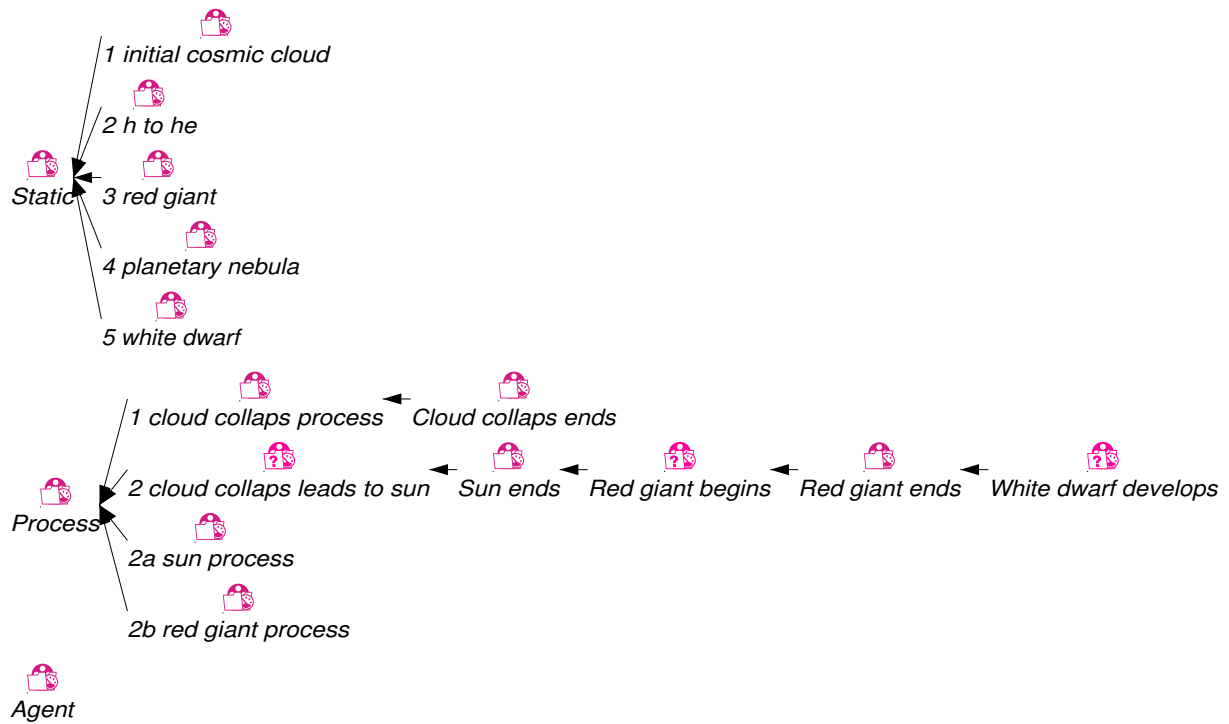 1 initial cosmic cloud
2 h to he
Static
3 red giant
4 planetary nebula
5 white dwarf
1 cloud collaps process
Cloud collaps ends
? ? ?
2 cloud collaps leads to sun
Sun ends
Red giant begins
Red giant ends
White dwarf develops
Process
2a sun process
2b red giant process
Agent